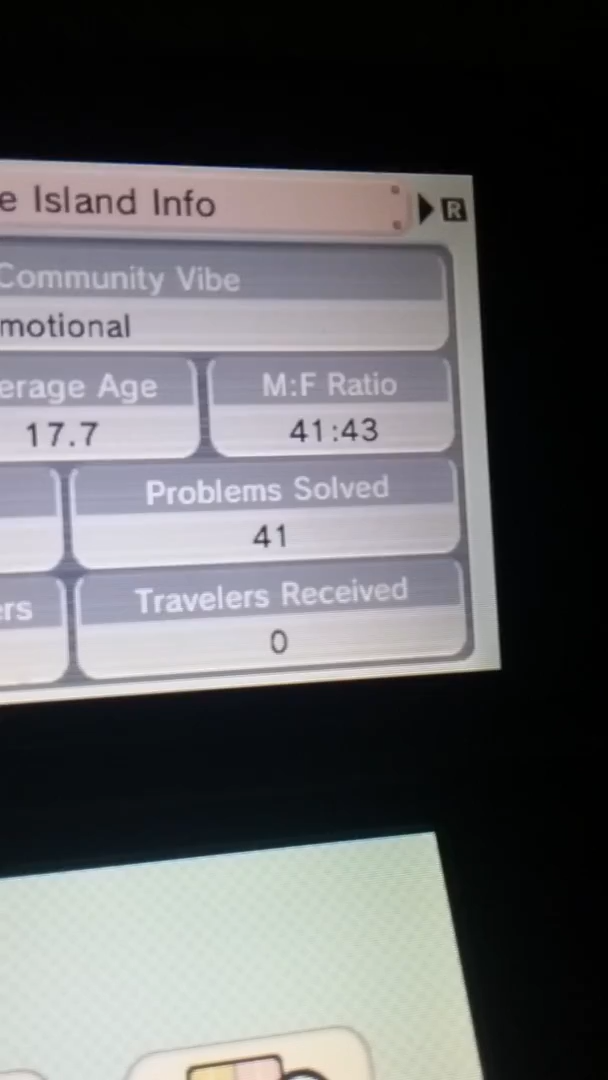 e Island Info R
Community Vibe
motional
erage Age M:F Ratio
17.7 41:43
Problems Solved
41
ers Travelers Received
0